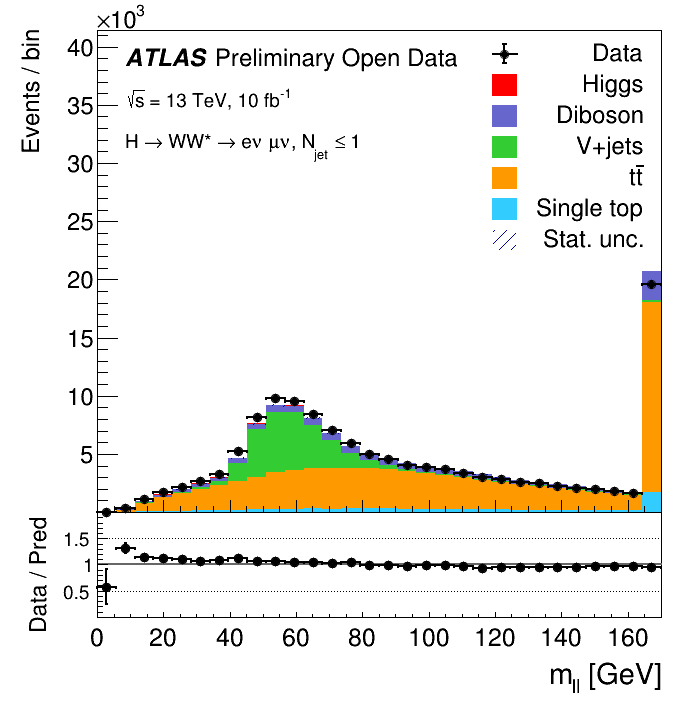 ×10³
Events / bin
40
35
30
25
20
15
10
5
ATLAS Preliminary Open Data
√s = 13 TeV, 10 fb⁻¹
H → WW* → eν μν, N_jet ≤ 1
Data
Higgs
Diboson
V+jets
tt̄
Single top
Stat. unc.
Data / Pred
1.5
1
0.5
0 20 40 60 80 100 120 140 160
m_ll [GeV]